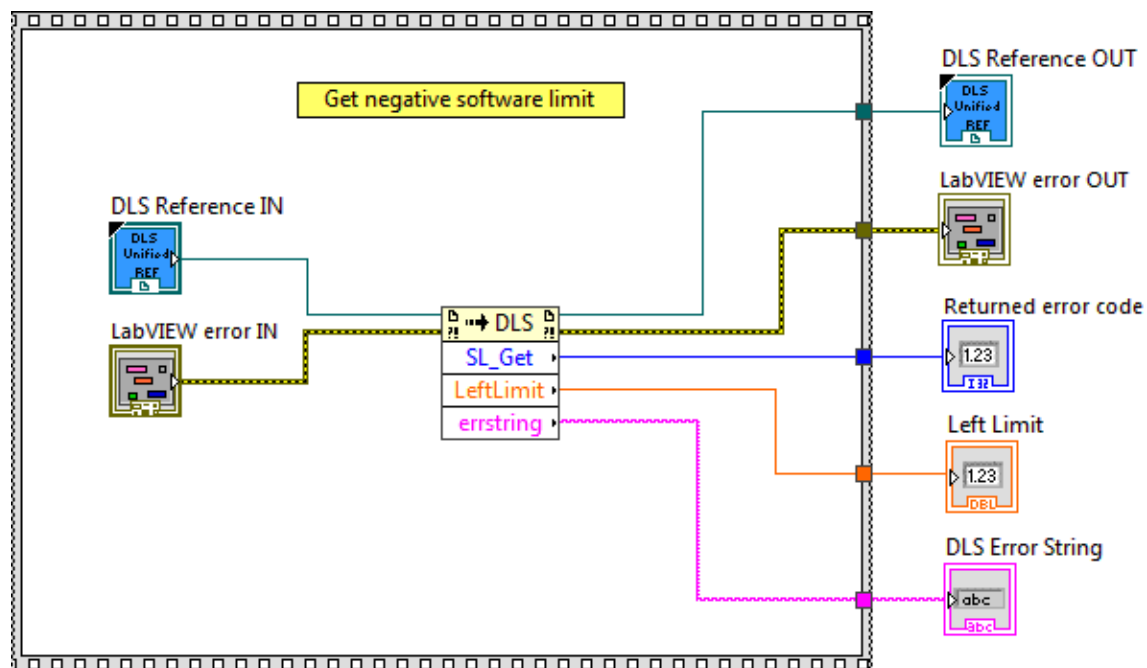 DLS Reference OUT
DLS
Unified
REF
Get negative software limit
LabVIEW error OUT
DLS Reference IN
DLS
Unified
REF
LabVIEW error IN
?! DLS ?!
SL_Get
LeftLimit
errstring
Returned error code
1.23
I32
Left Limit
1.23
DBL
DLS Error String
abc
abc